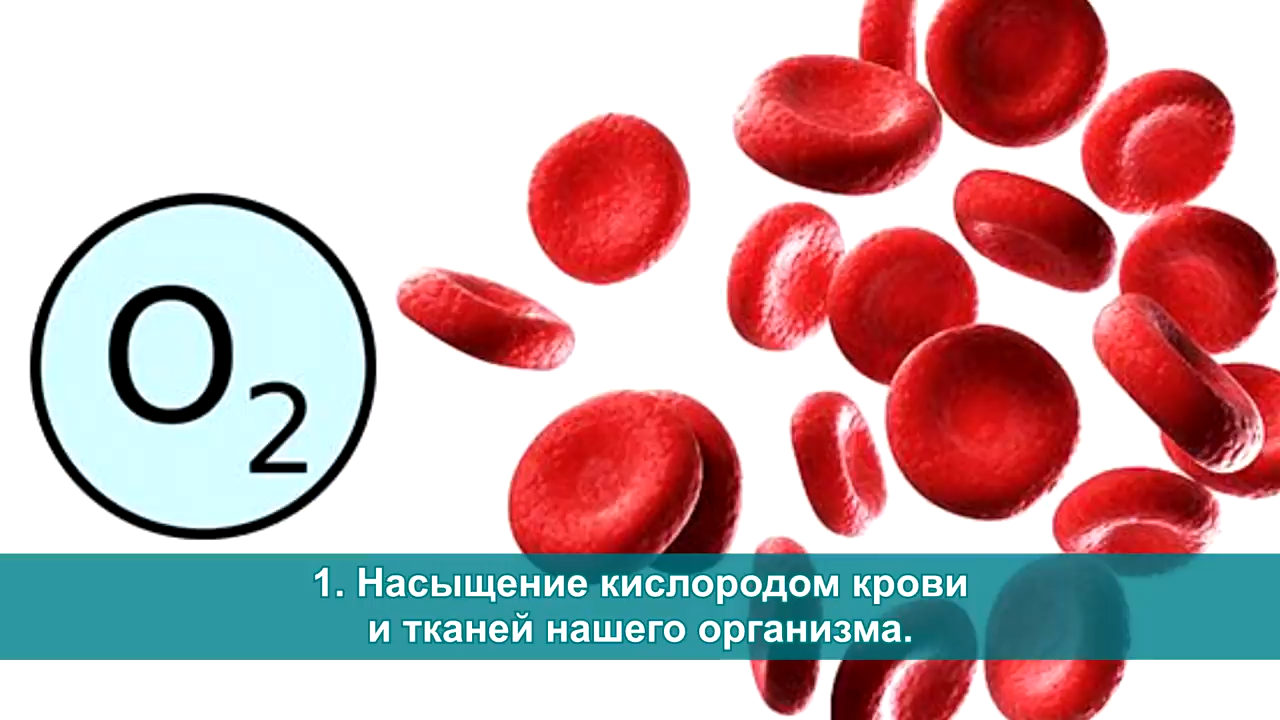 O₂
1. Насыщение кислородом крови
и тканей нашего организма.